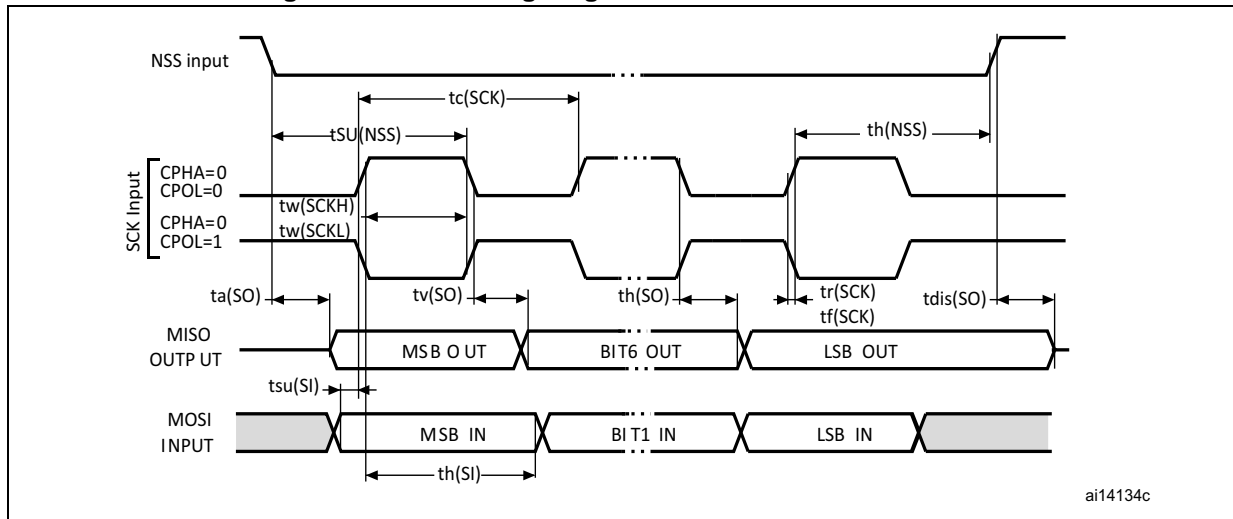 NSS input
tc(SCK)
tSU(NSS)
th(NSS)
SCK Input
CPHA=0
CPOL=0
tw(SCKH)
CPHA=0
tw(SCKL)
CPOL=1
ta(SO)
tv(SO)
th(SO)
tr(SCK)
tf(SCK)
tdis(SO)
MISO
OUTP UT
MSB O UT
BIT6 OUT
LSB OUT
tsu(SI)
MOSI
INPUT
MSB IN
BI T1 IN
LSB IN
th(SI)
ai14134c